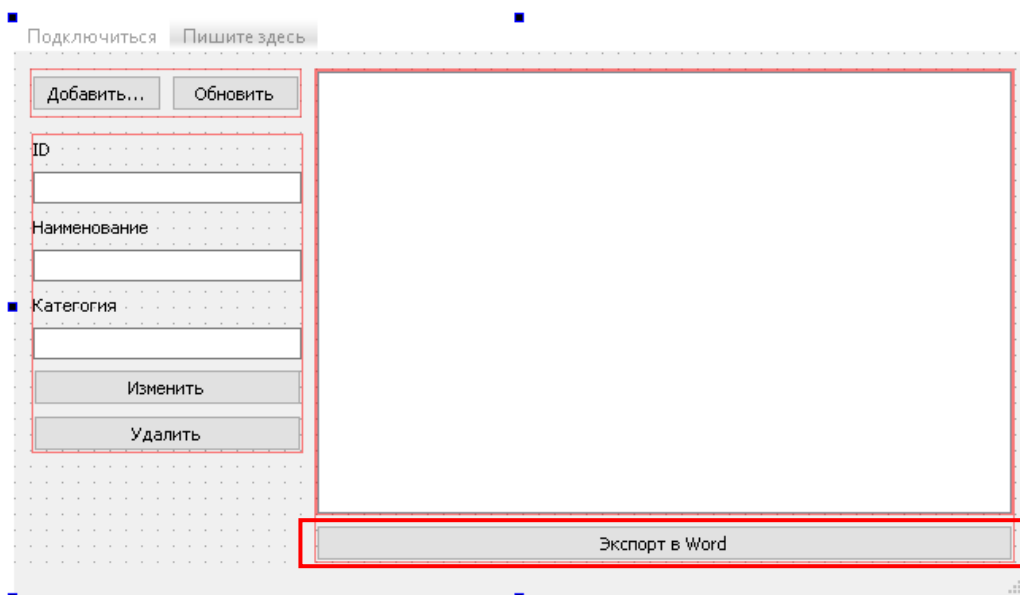 Подключиться Пишите здесь
Добавить... Обновить
ID
Наименование
Категогия
Изменить
Удалить
Экспорт в Word